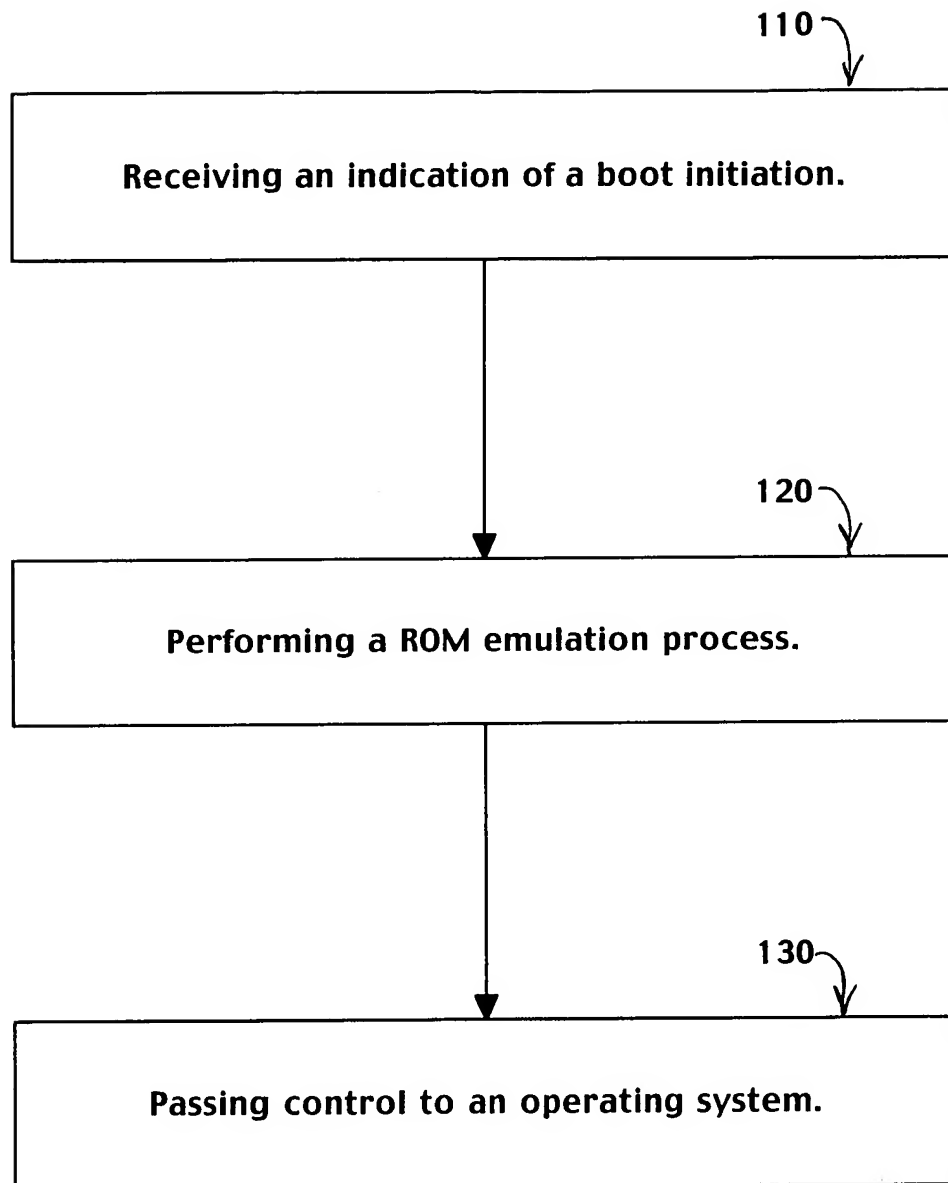 110
Receiving an indication of a boot initiation.
120
Performing a ROM emulation process.
130
Passing control to an operating system.